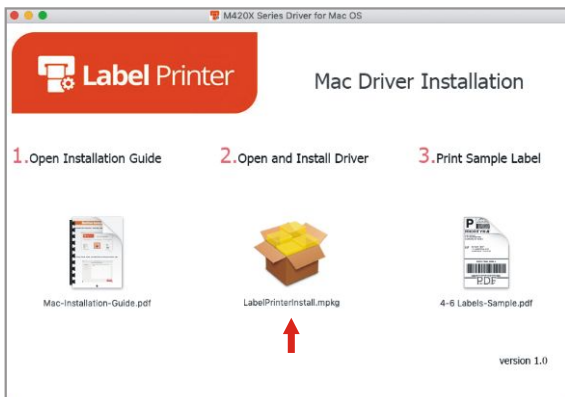 M420X Series Driver for Mac OS
Label Printer
Mac Driver Installation
1.Open Installation Guide
2.Open and Install Driver
3.Print Sample Label
P
PDF
Mac-Installation-Guide.pdf
LabelPrinterInstall.mpkg
4-6 Labels-Sample.pdf
version 1.0